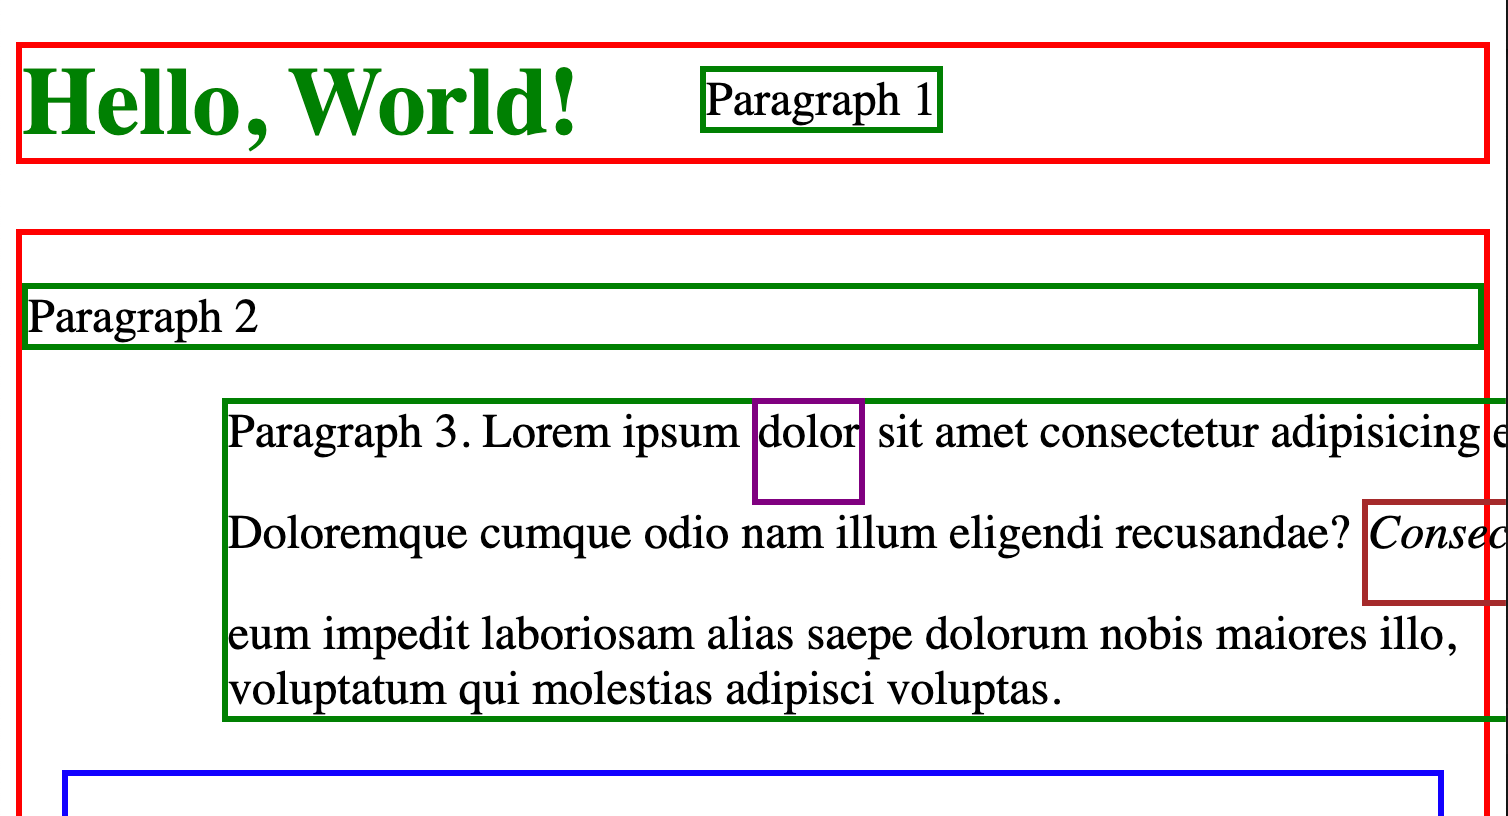 Hello, World! Paragraph 1
Paragraph 2
Paragraph 3. Lorem ipsum dolor sit amet consectetur adipisicing
Doloremque cumque odio nam illum eligendi recusandae?
eum impedit laboriosam alias saepe dolorum nobis maiores illo,
voluptatum qui molestias adipisci voluptas.